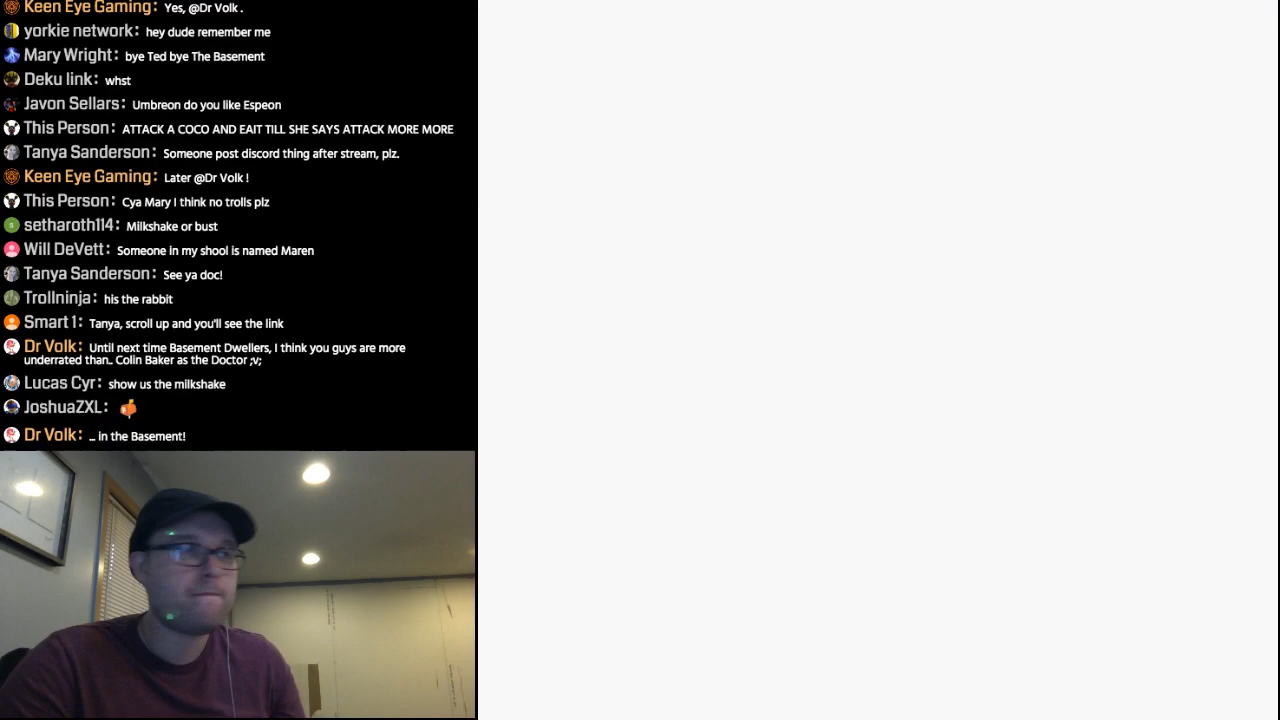 Keen Eye Gaming: Yes, @Dr Volk .
yorkie network: hey dude remember me
Mary Wright: bye Ted bye The Basement
Deku link: whst
Javon Sellars: Umbreon do you like Espeon
This Person: ATTACK A COCO AND EAIT TILL SHE SAYS ATTACK MORE MORE
Tanya Sanderson: Someone post discord thing after stream, plz.
Keen Eye Gaming: Later @Dr Volk !
This Person: Cya Mary I think no trolls plz
setharoth114: Milkshake or bust
Will DeVett: Someone in my shool is named Maren
Tanya Sanderson: See ya doc!
Trollninja: his the rabbit
Smart 1: Tanya, scroll up and you'll see the link
Dr Volk: Until next time Basement Dwellers, I think you guys are more
underrated than.. Colin Baker as the Doctor ;v;
Lucas Cyr: show us the milkshake
JoshuaZXL:
Dr Volk: ... in the Basement!